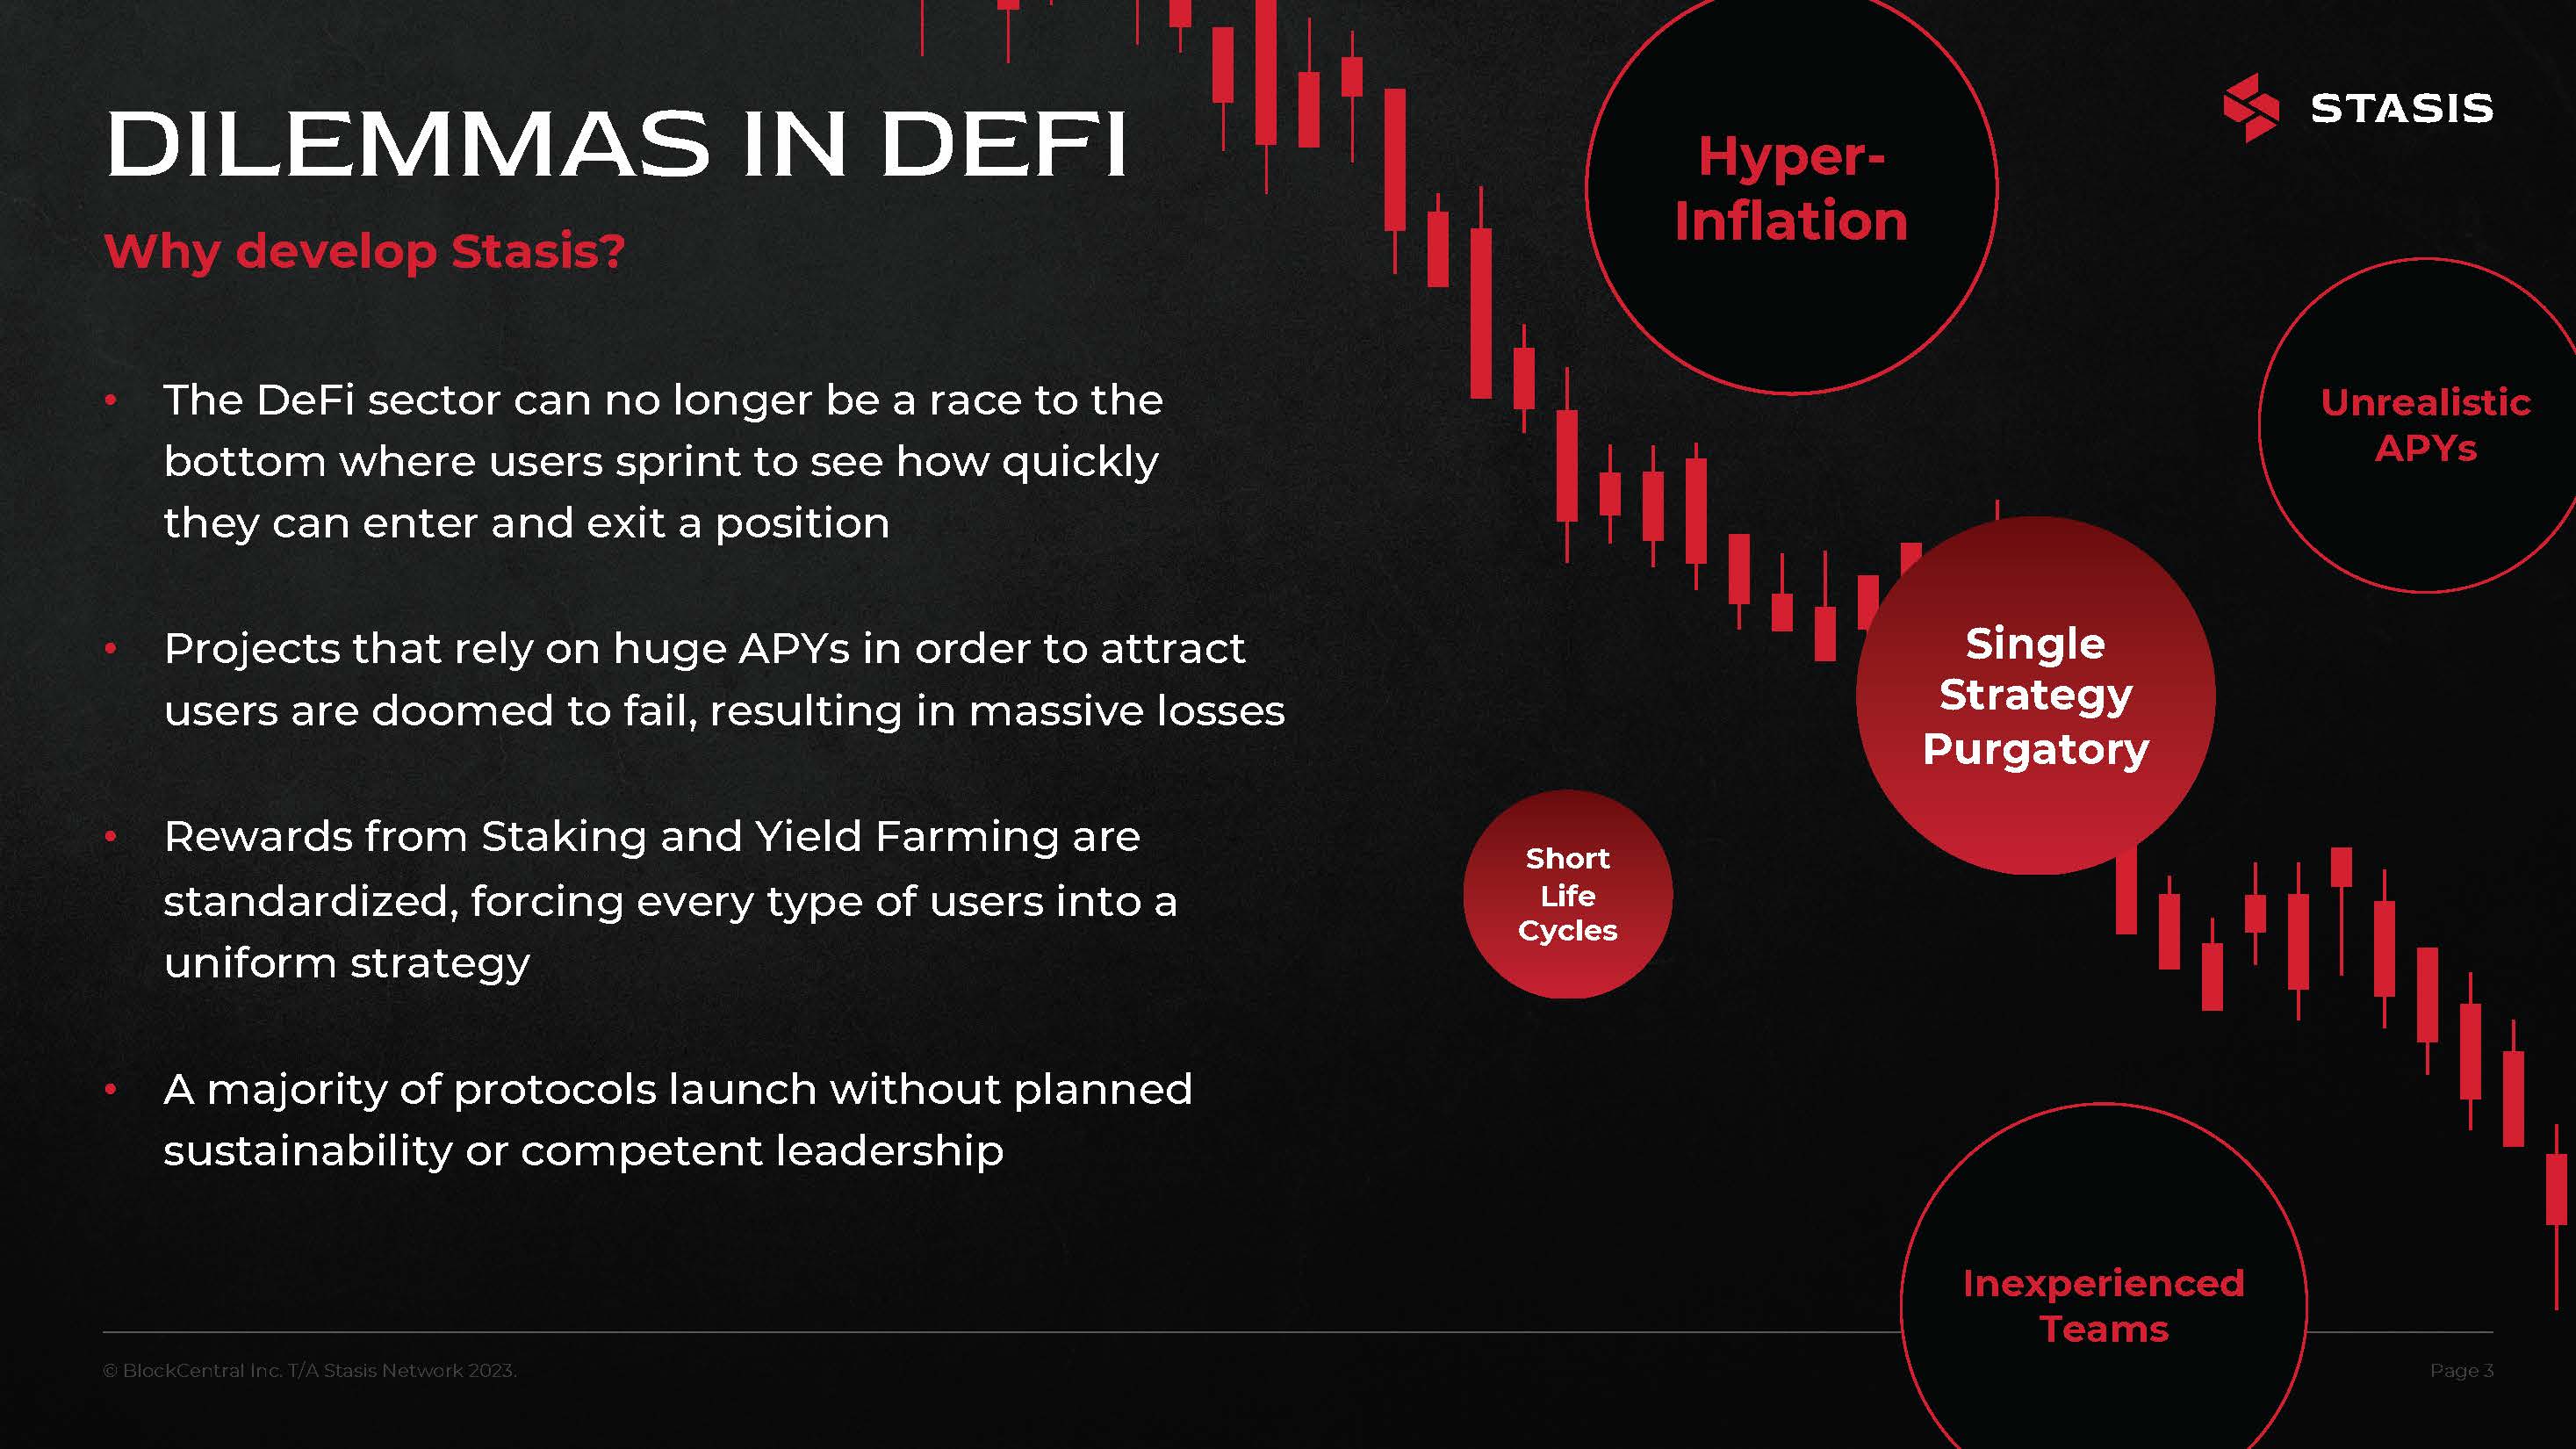 DILEMMAS IN DEFI
STASIS
Why develop Stasis?
• The DeFi sector can no longer be a race to the
bottom where users sprint to see how quickly
they can enter and exit a position
• Projects that rely on huge APYs in order to attract
users are doomed to fail, resulting in massive losses
• Rewards from Staking and Yield Farming are
standardized, forcing every type of users into a
uniform strategy
• A majority of protocols launch without planned
sustainability or competent leadership
Hyper-
Inflation
Unrealistic
APYs
Single
Strategy
Purgatory
Short
Life
Cycles
Inexperienced
Teams
© BlockCentral Inc. T/A Stasis Network 2023.
Page 3